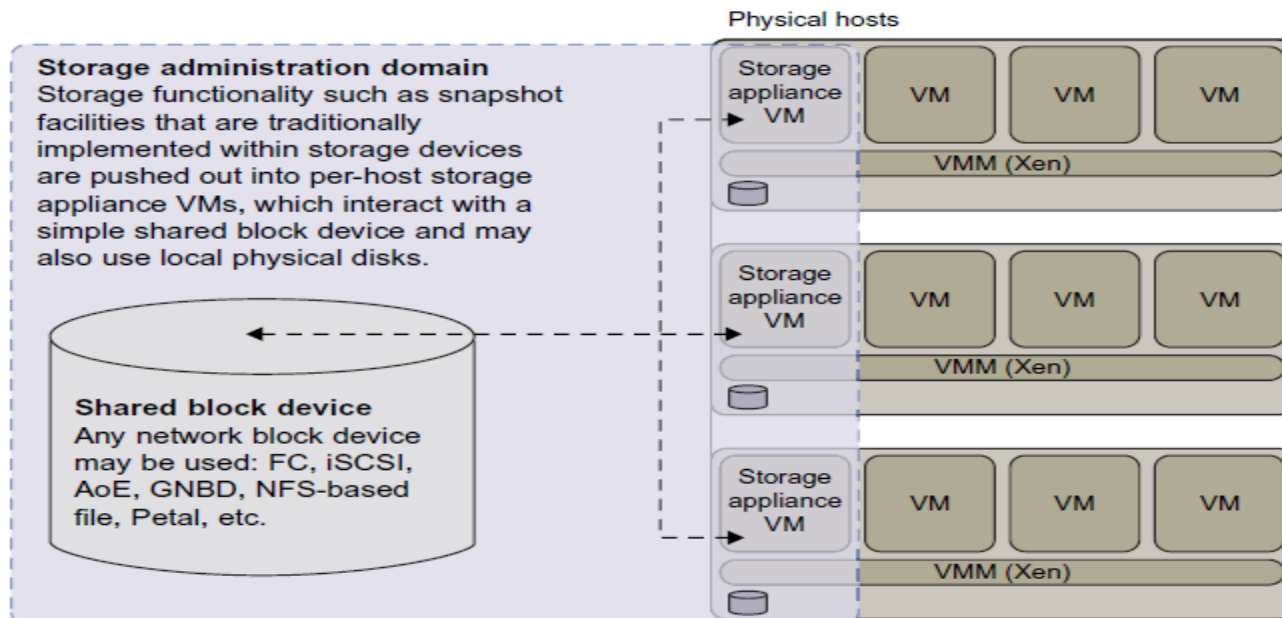 Physical hosts
Storage administration domain
Storage functionality such as snapshot
facilities that are traditionally
implemented within storage devices
are pushed out into per-host storage
appliance VMs, which interact with a
simple shared block device and may
also use local physical disks.
Shared block device
Any network block device
may be used: FC, iSCSI,
AoE, GNBD, NFS-based
file, Petal, etc.
Storage
appliance
VM
VM
VM
VM
VMM (Xen)
Storage
appliance
VM
VM
VM
VM
VMM (Xen)
Storage
appliance
VM
VM
VM
VM
VMM (Xen)